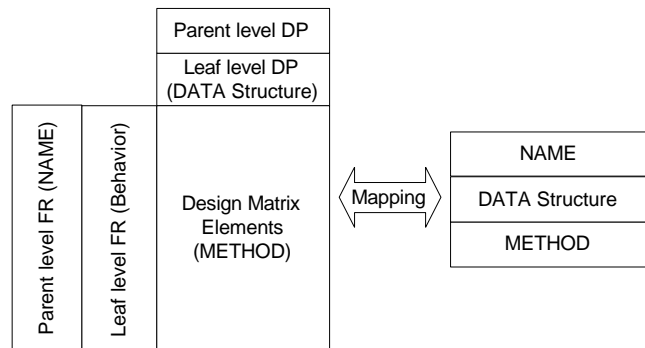 Parent level DP
Leaf level DP
(DATA Structure)
Parent level FR (NAME)
Leaf level FR (Behavior)
Design Matrix
Elements
(METHOD)
Mapping
NAME
DATA Structure
METHOD